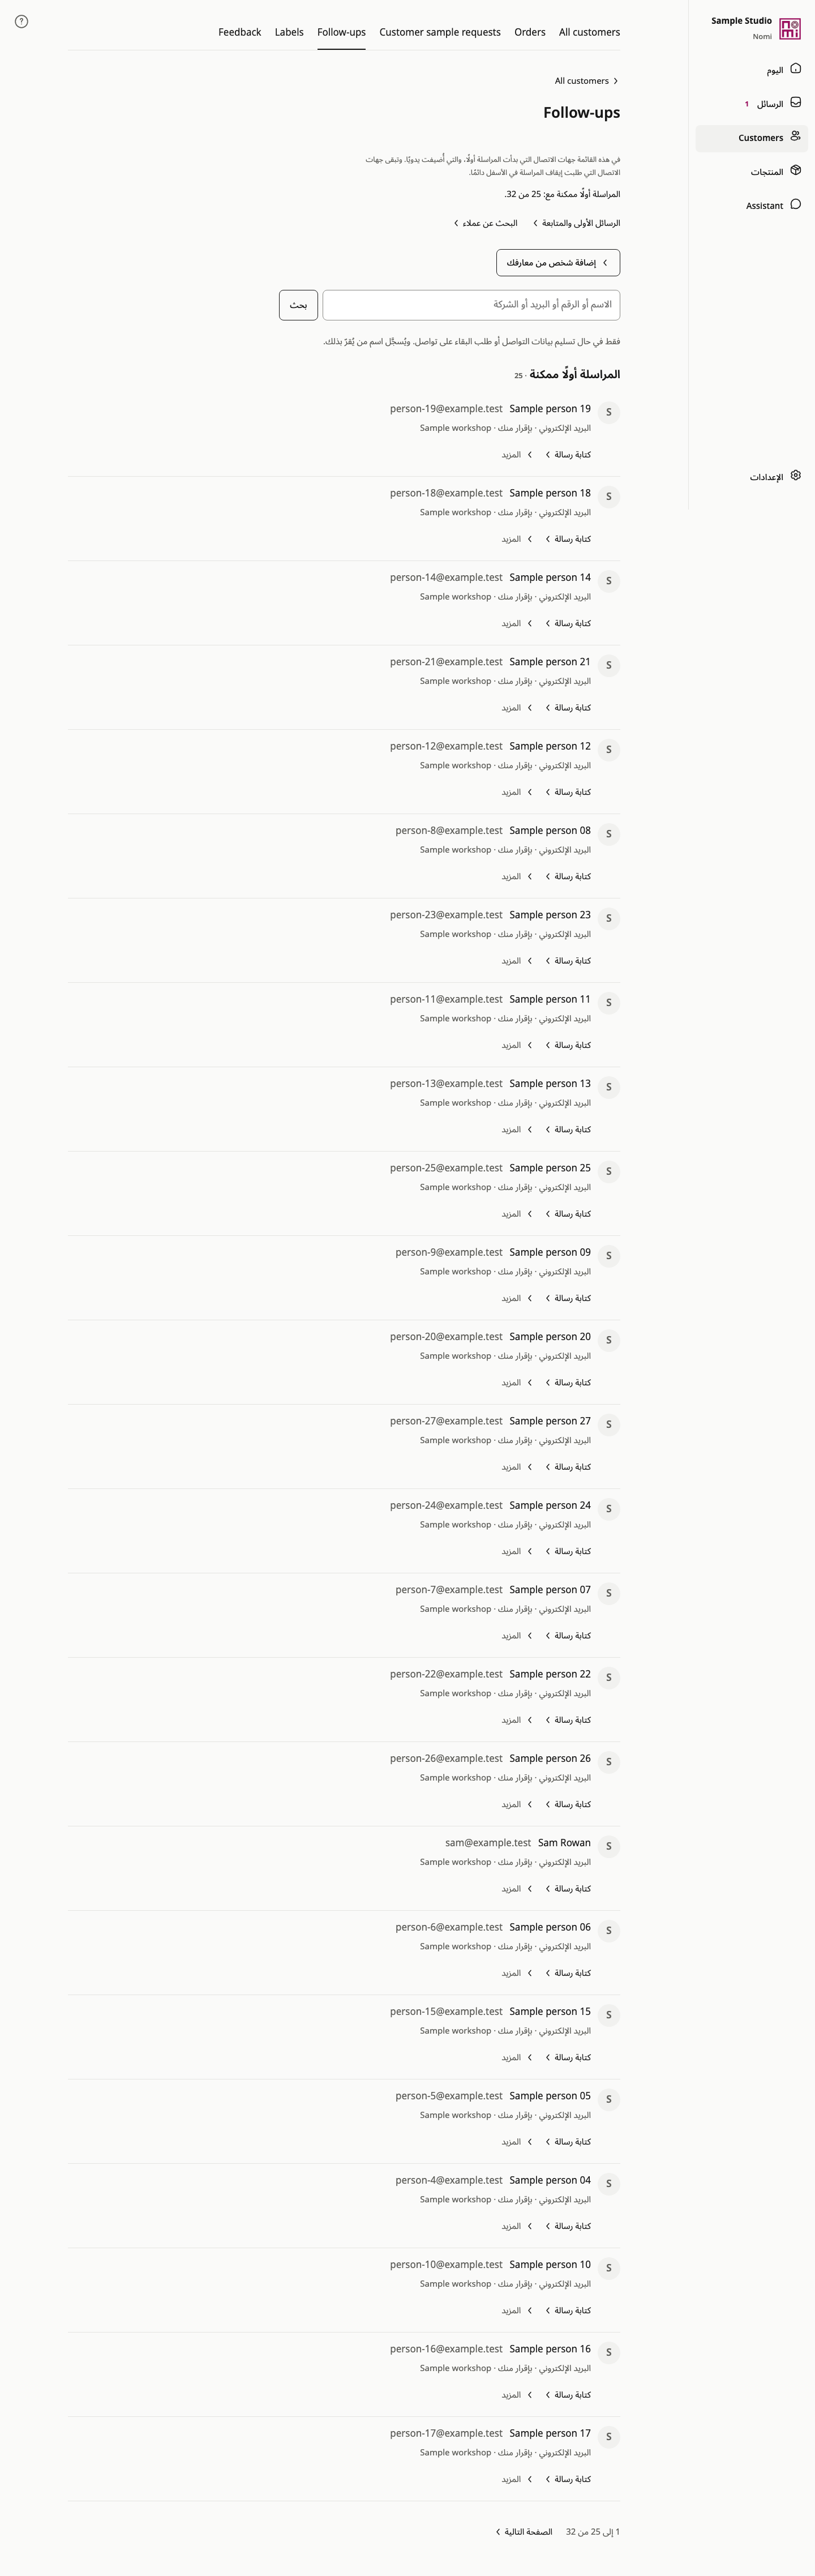 Sample Studio
Nomi
اليوم
الرسائل 1
Customers
المنتجات
Assistant
الإعدادات
All customers
Orders
Customer sample requests
Follow-ups
Labels
Feedback
All customers
Follow-ups
في هذه القائمة جهات الاتصال التي بدأت المراسلة أولًا، والتي أُضيفت يدويًا. وتبقى جهات
الاتصال التي طلبت إيقاف المراسلة في الأسفل دائمًا.
المراسلة أولًا ممكنة مع: 25 من 32.
الرسائل الأولى والمتابعة
البحث عن عملاء
إضافة شخص من معارفك
الاسم أو الرقم أو البريد أو الشركة
بحث
فقط في حال تسليم بيانات التواصل أو طلب البقاء على تواصل. ويُسجَّل اسم من يُقرّ بذلك.
المراسلة أولًا ممكنة · 25
S
Sample person 19 person-19@example.test
البريد الإلكتروني · بإقرار منك · Sample workshop
كتابة رسالة المزيد
S
Sample person 18 person-18@example.test
البريد الإلكتروني · بإقرار منك · Sample workshop
كتابة رسالة المزيد
S
Sample person 14 person-14@example.test
البريد الإلكتروني · بإقرار منك · Sample workshop
كتابة رسالة المزيد
S
Sample person 21 person-21@example.test
البريد الإلكتروني · بإقرار منك · Sample workshop
كتابة رسالة المزيد
S
Sample person 12 person-12@example.test
البريد الإلكتروني · بإقرار منك · Sample workshop
كتابة رسالة المزيد
S
Sample person 08 person-8@example.test
البريد الإلكتروني · بإقرار منك · Sample workshop
كتابة رسالة المزيد
S
Sample person 23 person-23@example.test
البريد الإلكتروني · بإقرار منك · Sample workshop
كتابة رسالة المزيد
S
Sample person 11 person-11@example.test
البريد الإلكتروني · بإقرار منك · Sample workshop
كتابة رسالة المزيد
S
Sample person 13 person-13@example.test
البريد الإلكتروني · بإقرار منك · Sample workshop
كتابة رسالة المزيد
S
Sample person 25 person-25@example.test
البريد الإلكتروني · بإقرار منك · Sample workshop
كتابة رسالة المزيد
S
Sample person 09 person-9@example.test
البريد الإلكتروني · بإقرار منك · Sample workshop
كتابة رسالة المزيد
S
Sample person 20 person-20@example.test
البريد الإلكتروني · بإقرار منك · Sample workshop
كتابة رسالة المزيد
S
Sample person 27 person-27@example.test
البريد الإلكتروني · بإقرار منك · Sample workshop
كتابة رسالة المزيد
S
Sample person 24 person-24@example.test
البريد الإلكتروني · بإقرار منك · Sample workshop
كتابة رسالة المزيد
S
Sample person 07 person-7@example.test
البريد الإلكتروني · بإقرار منك · Sample workshop
كتابة رسالة المزيد
S
Sample person 22 person-22@example.test
البريد الإلكتروني · بإقرار منك · Sample workshop
كتابة رسالة المزيد
S
Sample person 26 person-26@example.test
البريد الإلكتروني · بإقرار منك · Sample workshop
كتابة رسالة المزيد
S
Sam Rowan sam@example.test
البريد الإلكتروني · بإقرار منك · Sample workshop
كتابة رسالة المزيد
S
Sample person 06 person-6@example.test
البريد الإلكتروني · بإقرار منك · Sample workshop
كتابة رسالة المزيد
S
Sample person 15 person-15@example.test
البريد الإلكتروني · بإقرار منك · Sample workshop
كتابة رسالة المزيد
S
Sample person 05 person-5@example.test
البريد الإلكتروني · بإقرار منك · Sample workshop
كتابة رسالة المزيد
S
Sample person 04 person-4@example.test
البريد الإلكتروني · بإقرار منك · Sample workshop
كتابة رسالة المزيد
S
Sample person 10 person-10@example.test
البريد الإلكتروني · بإقرار منك · Sample workshop
كتابة رسالة المزيد
S
Sample person 16 person-16@example.test
البريد الإلكتروني · بإقرار منك · Sample workshop
كتابة رسالة المزيد
S
Sample person 17 person-17@example.test
البريد الإلكتروني · بإقرار منك · Sample workshop
كتابة رسالة المزيد
1 إلى 25 من 32 الصفحة التالية